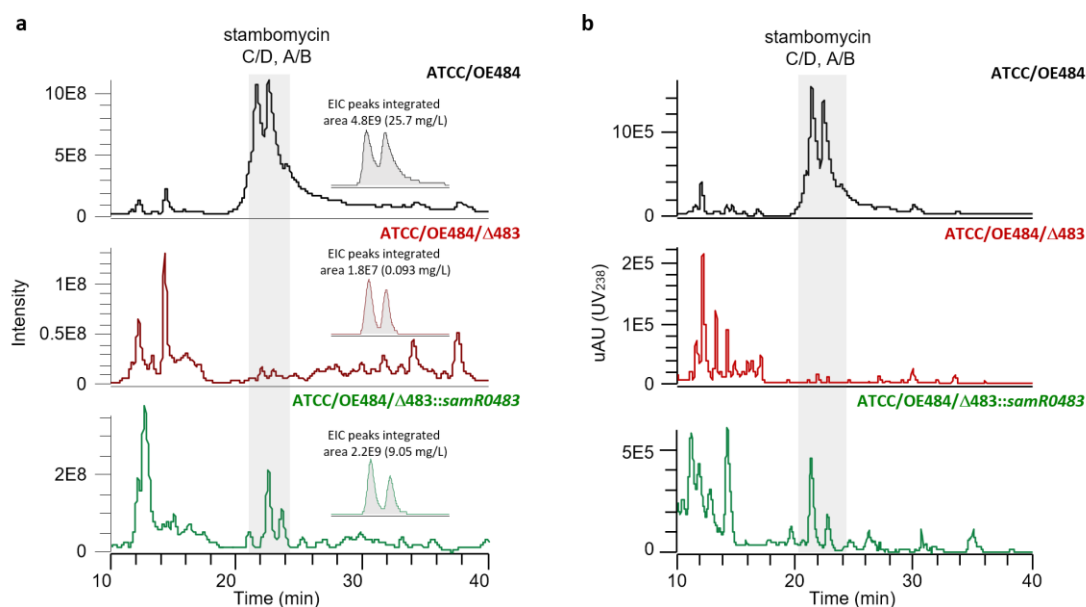 a
stambomycin
C/D, A/B
ATCC/OE484
10E8
5E8
0
EIC peaks integrated
area 4.8E9 (25.7 mg/L)
ATCC/OE484/Δ483
1E8
0.5E8
0
EIC peaks integrated
area 1.8E7 (0.093 mg/L)
ATCC/OE484/Δ483::samR0483
2E8
0
EIC peaks integrated
area 2.2E9 (9.05 mg/L)
Intensity
10 20 30 40
Time (min)
b
stambomycin
C/D, A/B
ATCC/OE484
10E5
0
ATCC/OE484/Δ483
2E5
1E5
0
ATCC/OE484/Δ483::samR0483
5E5
0
uAU (UV₂₃₈)
10 20 30 40
Time (min)